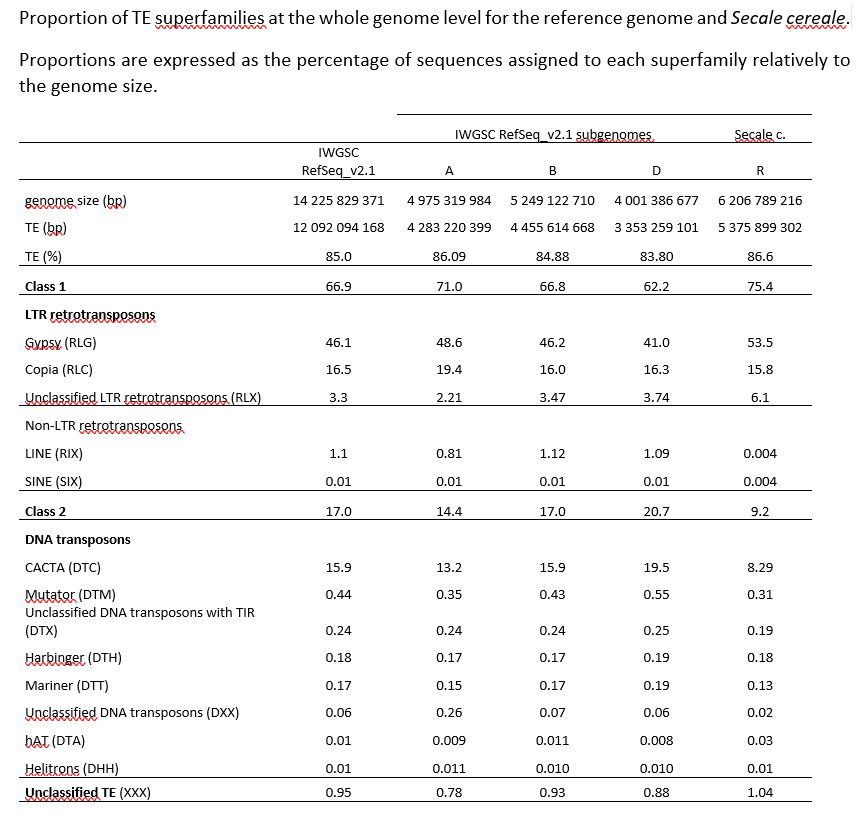 Proportion of TE superfamilies at the whole genome level for the reference genome and Secale cereale.
Proportions are expressed as the percentage of sequences assigned to each superfamily relatively to
the genome size.
IWGSC RefSeq_v2.1 subgenomes Secale c.
IWGSC
RefSeq_v2.1 A B D R
genome size (bp) 14 225 829 371 4 975 319 984 5 249 122 710 4 001 386 677 6 206 789 216
TE (bp) 12 092 094 168 4 283 220 399 4 455 614 668 3 353 259 101 5 375 899 302
TE (%) 85.0 86.09 84.88 83.80 86.6
Class 1 66.9 71.0 66.8 62.2 75.4
LTR retrotransposons
Gypsy (RLG) 46.1 48.6 46.2 41.0 53.5
Copia (RLC) 16.5 19.4 16.0 16.3 15.8
Unclassified LTR retrotransposons (RLX) 3.3 2.21 3.47 3.74 6.1
Non-LTR retrotransposons
LINE (RIX) 1.1 0.81 1.12 1.09 0.004
SINE (SIX) 0.01 0.01 0.01 0.01 0.004
Class 2 17.0 14.4 17.0 20.7 9.2
DNA transposons
CACTA (DTC) 15.9 13.2 15.9 19.5 8.29
Mutator (DTM) 0.44 0.35 0.43 0.55 0.31
Unclassified DNA transposons with TIR
(DTX) 0.24 0.24 0.24 0.25 0.19
Harbinger (DTH) 0.18 0.17 0.17 0.19 0.18
Mariner (DTT) 0.17 0.15 0.17 0.19 0.13
Unclassified DNA transposons (DXX) 0.06 0.26 0.07 0.06 0.02
hAT (DTA) 0.01 0.009 0.011 0.008 0.03
Helitrons (DHH) 0.01 0.011 0.010 0.010 0.01
Unclassified TE (XXX) 0.95 0.78 0.93 0.88 1.04